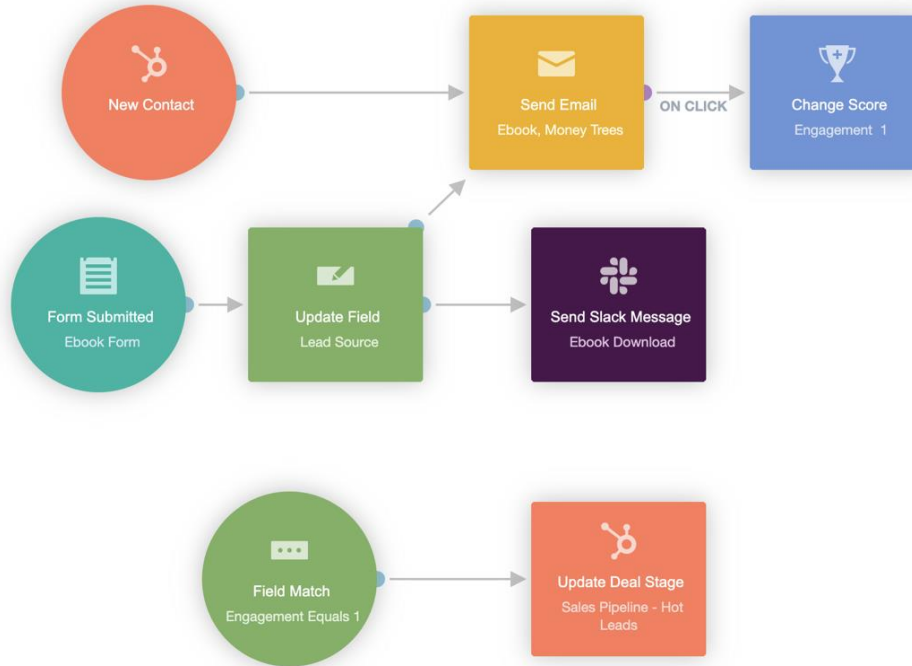 New Contact
Send Email
Ebook, Money Trees
ON CLICK
Change Score
Engagement 1
Form Submitted
Ebook Form
Update Field
Lead Source
Send Slack Message
Ebook Download
Field Match
Engagement Equals 1
Update Deal Stage
Sales Pipeline - Hot
Leads